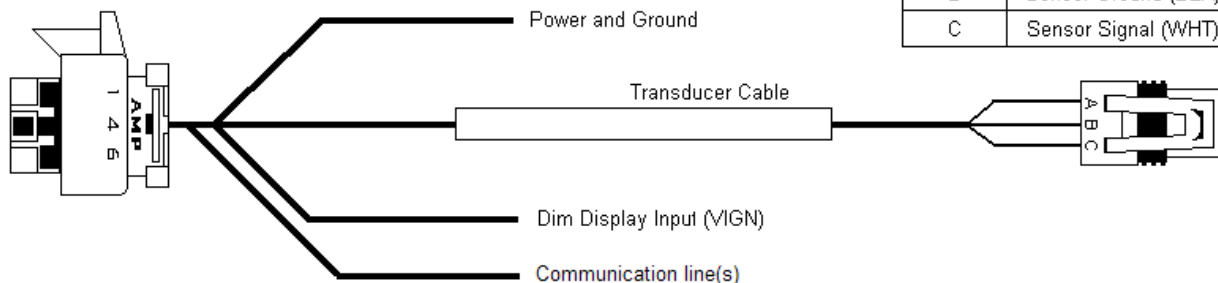 Power and Ground
C Sensor Signal (WHT)
Transducer Cable
1 4 6
AMP
A
B
C
Dim Display Input (VIGN)
Communication line(s)